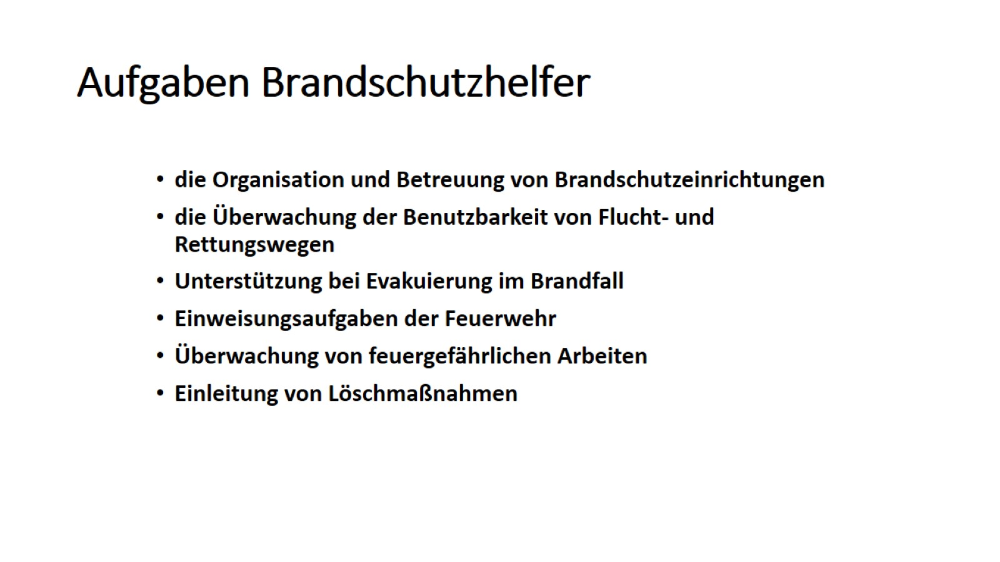 Aufgaben Brandschutzhelfer
• die Organisation und Betreuung von Brandschutzeinrichtungen
• die Überwachung der Benutzbarkeit von Flucht- und
Rettungswegen
• Unterstützung bei Evakuierung im Brandfall
• Einweisungsaufgaben der Feuerwehr
• Überwachung von feuergefährlichen Arbeiten
• Einleitung von Löschmaßnahmen